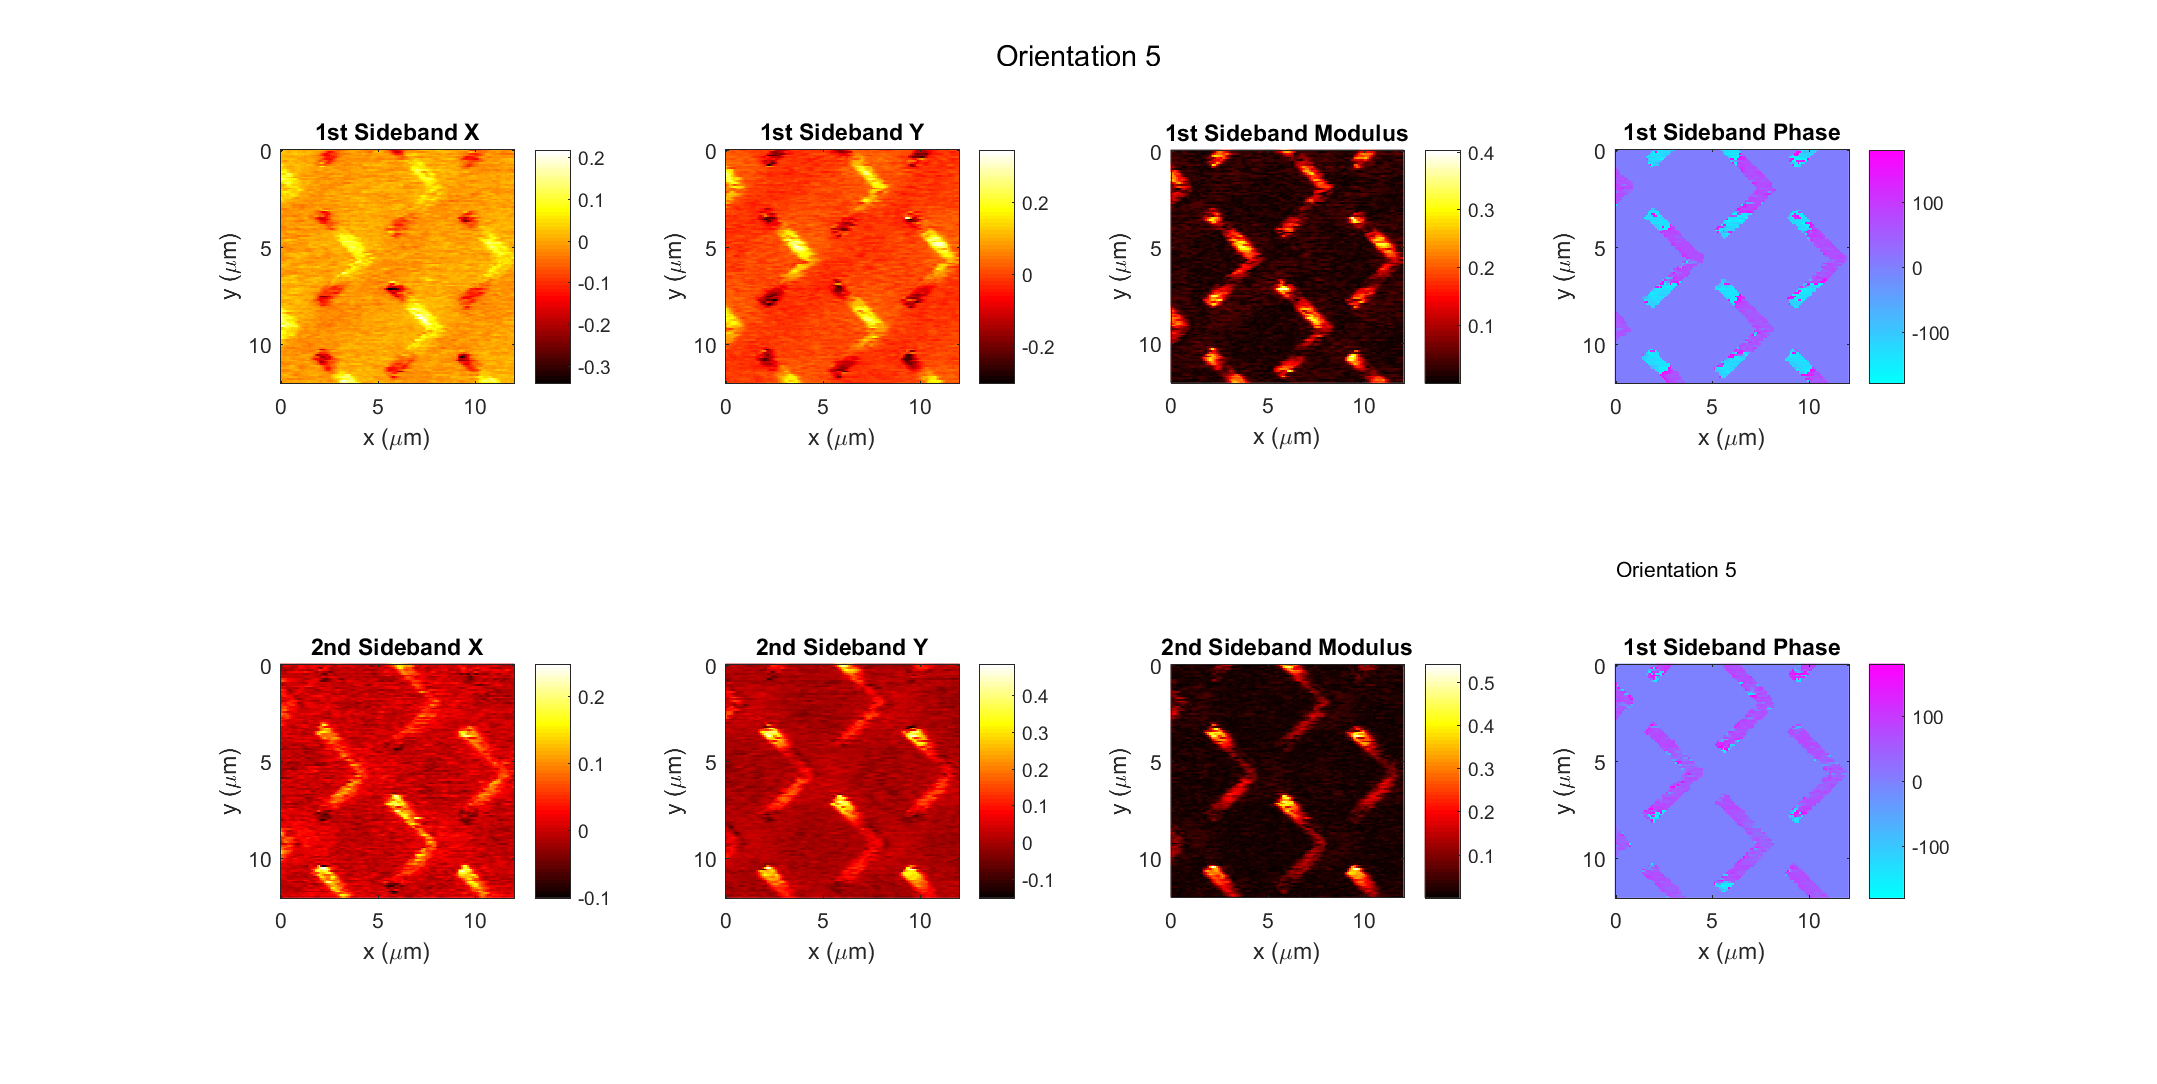 Orientation 5
1st Sideband X
0
5
10
y (μm)
0 5 10
x (μm)
0.2
0.1
0
-0.1
-0.2
-0.3
1st Sideband Y
0
5
10
y (μm)
0 5 10
x (μm)
0.2
0
-0.2
1st Sideband Modulus
0
5
10
y (μm)
0 5 10
x (μm)
0.4
0.3
0.2
0.1
1st Sideband Phase
0
5
10
y (μm)
0 5 10
x (μm)
100
0
-100
2nd Sideband X
0
5
10
y (μm)
0 5 10
x (μm)
0.2
0.1
0
-0.1
2nd Sideband Y
0
5
10
y (μm)
0 5 10
x (μm)
0.4
0.3
0.2
0.1
0
-0.1
2nd Sideband Modulus
0
5
10
y (μm)
0 5 10
x (μm)
0.5
0.4
0.3
0.2
0.1
Orientation 5
1st Sideband Phase
0
5
10
y (μm)
0 5 10
x (μm)
100
0
-100